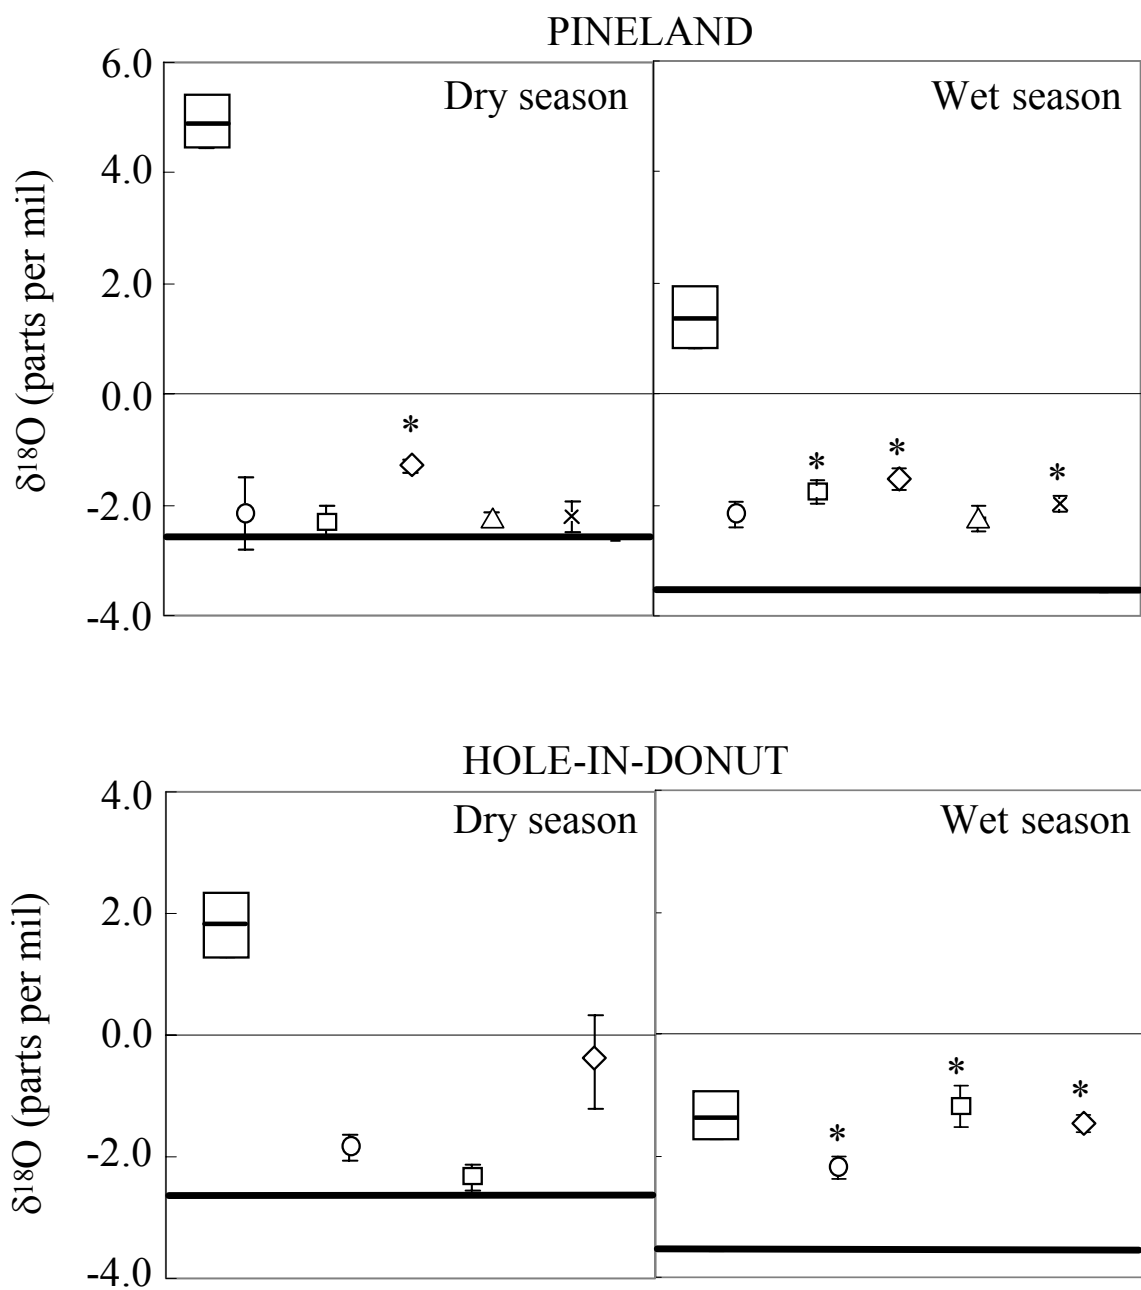 PINELAND
Dry season
Wet season
6.0
4.0
2.0
0.0
-2.0
-4.0
δ18O (parts per mil)
*
*
*
*
HOLE-IN-DONUT
Dry season
Wet season
4.0
2.0
0.0
-2.0
-4.0
δ18O (parts per mil)
*
*
*